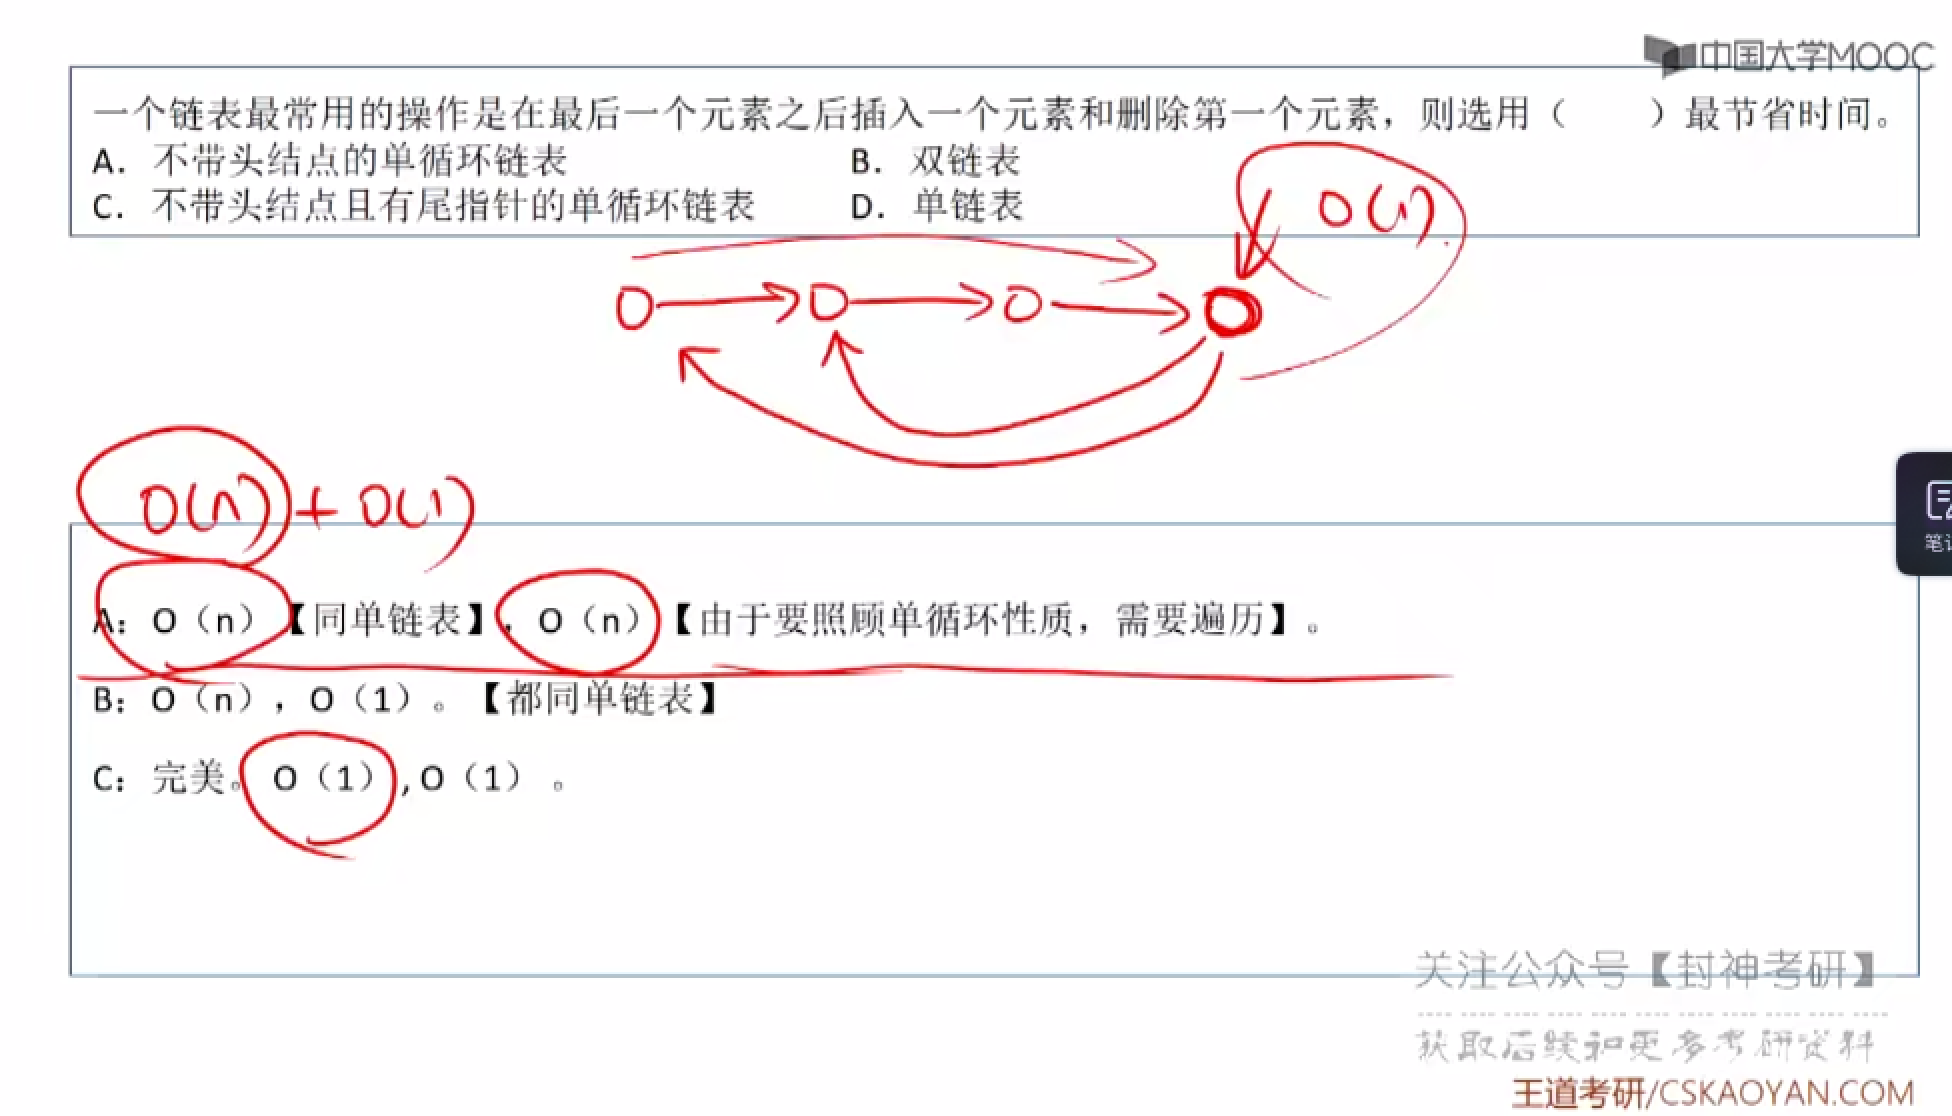 中国大学MOOC
一个链表最常用的操作是在最后一个元素之后插入一个元素和删除第一个元素，则选用（　　）最节省时间。
A. 不带头结点的单循环链表 B. 双链表
C. 不带头结点且有尾指针的单循环链表 D. 单链表
O(1).
O(n)+O(1)
笔记
A：O（n）【同单链表】，O（n）【由于要照顾单循环性质，需要遍历】。
B：O（n），O（1）。【都同单链表】
C：完美。O（1）,O（1）。
关注公众号【封神考研】
获取后续和更多考研资料
王道考研/CSKAOYAN.COM